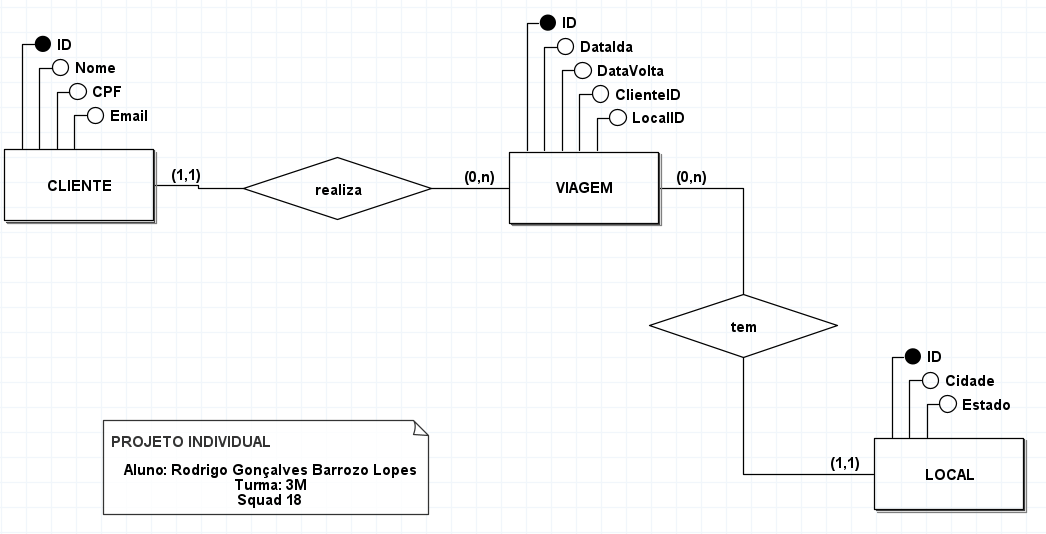 ID
Nome
CPF
Email
CLIENTE
(1,1)
realiza
(0,n)
ID
DataIda
DataVolta
ClienteID
LocalID
VIAGEM
(0,n)
tem
(1,1)
ID
Cidade
Estado
LOCAL
PROJETO INDIVIDUAL
Aluno: Rodrigo Gonçalves Barrozo Lopes
Turma: 3M
Squad 18